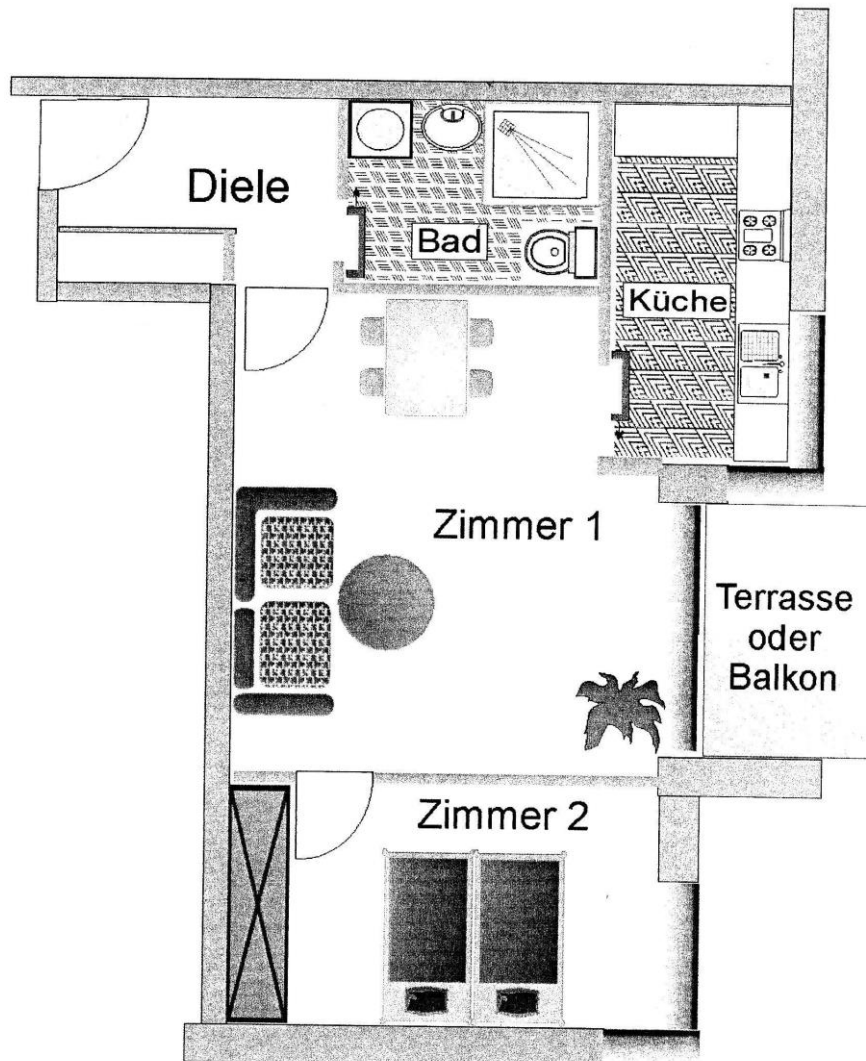 Diele
Bad
Küche
Zimmer 1
Terrasse
oder
Balkon
Zimmer 2